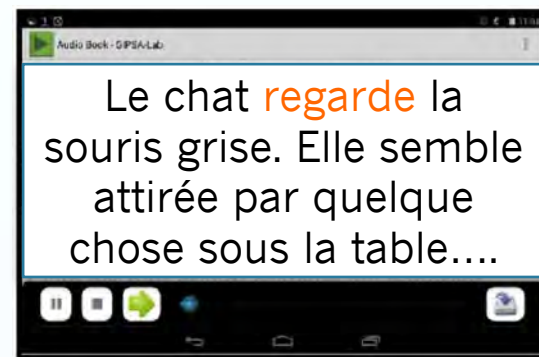 Audio Book - GIPSA-Lab
Le chat regarde la
souris grise. Elle semble
attirée par quelque
chose sous la table....